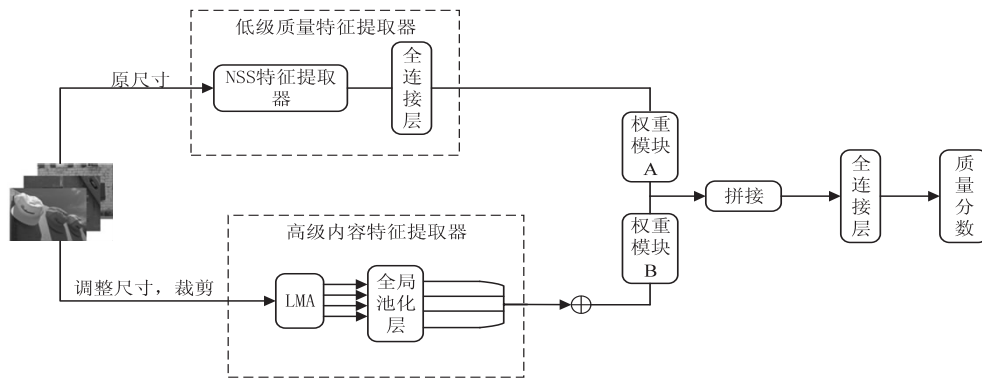 低级质量特征提取器
原尺寸
NSS特征提取
器
全
连
接
层
权重
模块
A
拼接
全
连
接
层
质
量
分
数
权重
模块
B
高级内容特征提取器
调整尺寸，裁剪
LMA
全局
池化
层